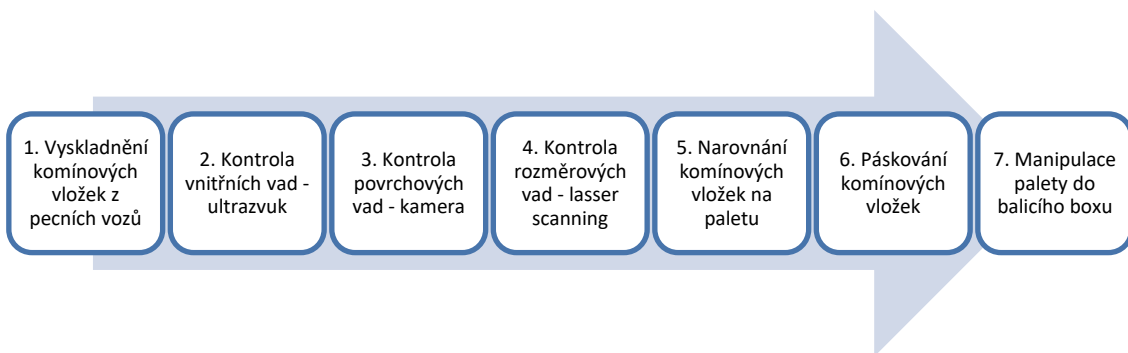 1. Vyskladnění
komínových
vložek z
pecních vozů
2. Kontrola
vnitřních vad -
ultrazvuk
3. Kontrola
povrchových
vad - kamera
4. Kontrola
rozměrových
vad - lasser
scanning
5. Narovnání
komínových
vložek na
paletu
6. Páskování
komínových
vložek
7. Manipulace
palety do
balicího boxu